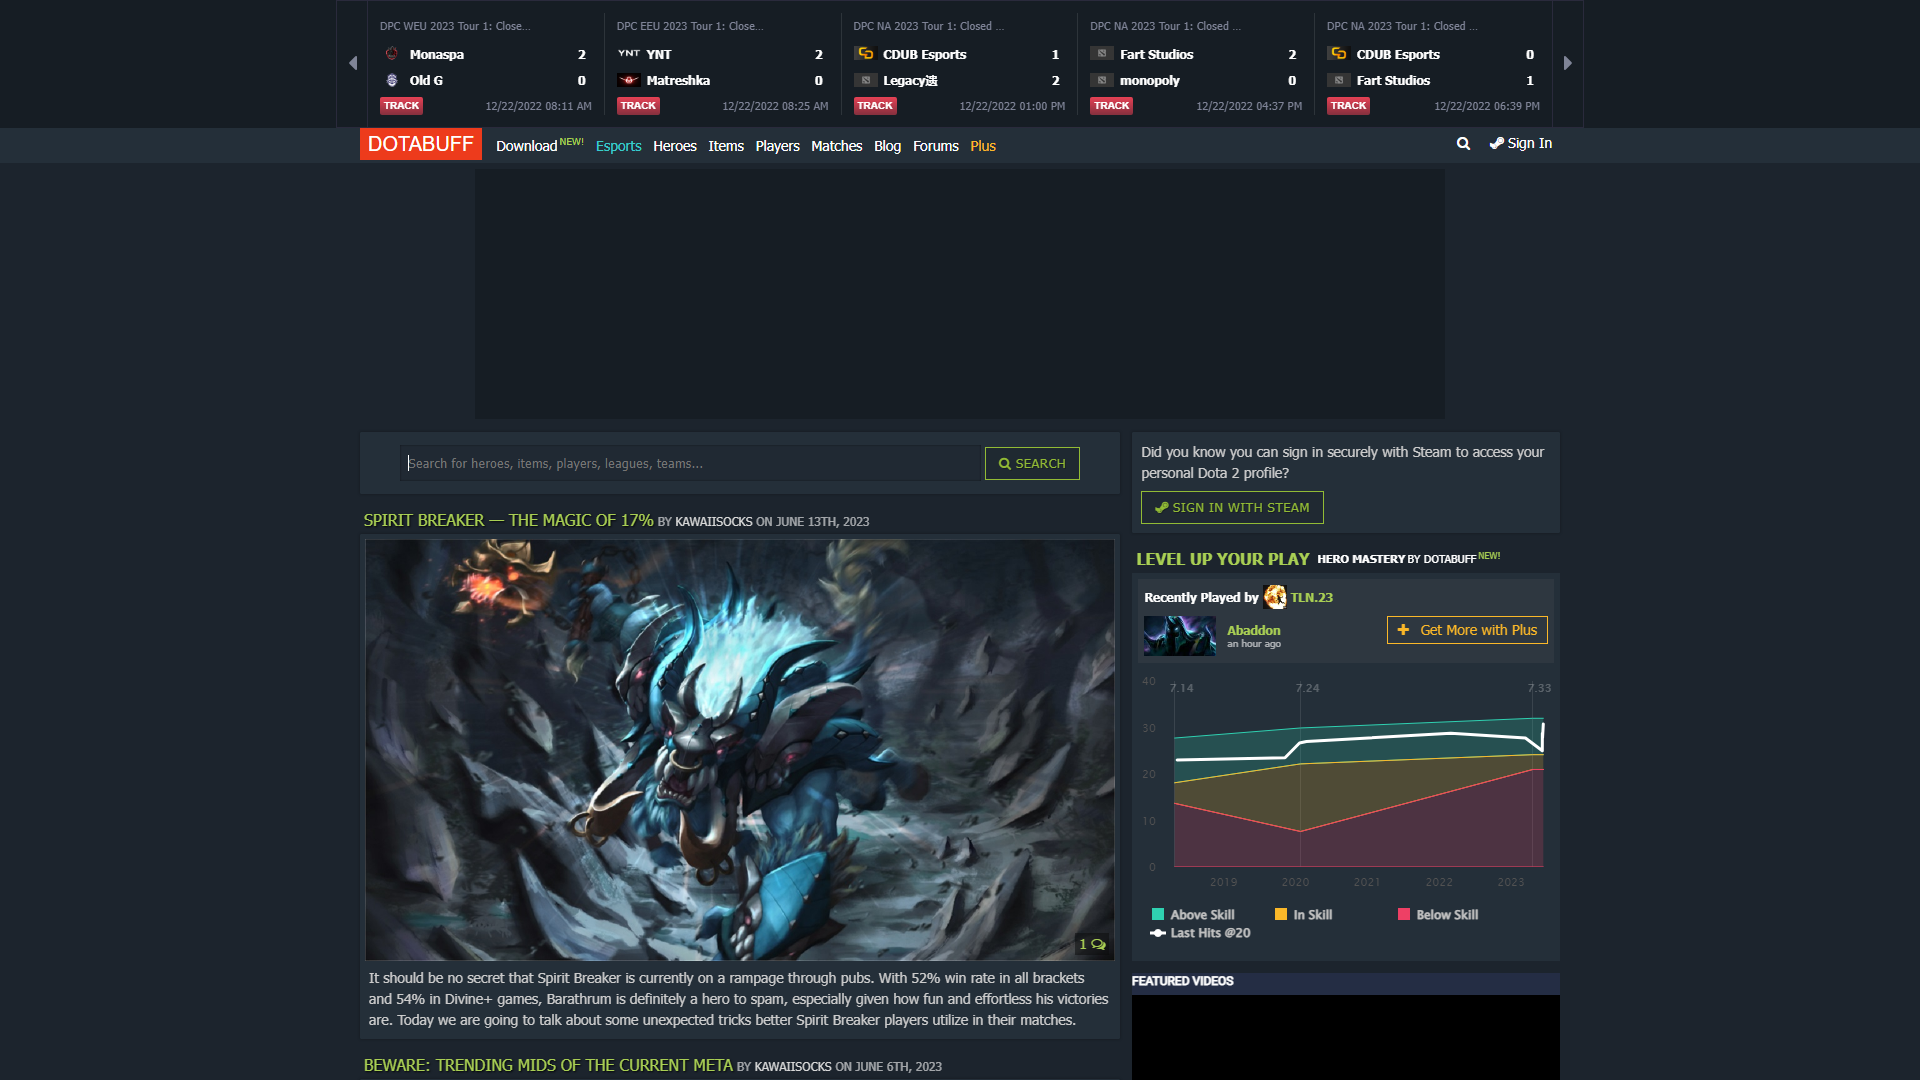 DPC WEU 2023 Tour 1: Close...
Monaspa 2
Old G 0
TRACK 12/22/2022 08:11 AM
DPC EEU 2023 Tour 1: Close...
YNT YNT 2
Matreshka 0
TRACK 12/22/2022 08:25 AM
DPC NA 2023 Tour 1: Closed ...
CDUB Esports 1
Legacy遗 2
TRACK 12/22/2022 01:00 PM
DPC NA 2023 Tour 1: Closed ...
Fart Studios 2
monopoly 0
TRACK 12/22/2022 04:37 PM
DPC NA 2023 Tour 1: Closed ...
CDUB Esports 0
Fart Studios 1
TRACK 12/22/2022 06:39 PM
DOTABUFF Download NEW! Esports Heroes Items Players Matches Blog Forums Plus Sign In
Search for heroes, items, players, leagues, teams... SEARCH
SPIRIT BREAKER — THE MAGIC OF 17% BY KAWAIISOCKS ON JUNE 13TH, 2023
1
It should be no secret that Spirit Breaker is currently on a rampage through pubs. With 52% win rate in all brackets
and 54% in Divine+ games, Barathrum is definitely a hero to spam, especially given how fun and effortless his victories
are. Today we are going to talk about some unexpected tricks better Spirit Breaker players utilize in their matches.
BEWARE: TRENDING MIDS OF THE CURRENT META BY KAWAIISOCKS ON JUNE 6TH, 2023
Did you know you can sign in securely with Steam to access your
personal Dota 2 profile?
SIGN IN WITH STEAM
LEVEL UP YOUR PLAY HERO MASTERY BY DOTABUFF NEW!
Recently Played by TLN.23
Abaddon
an hour ago
Get More with Plus
40
7.14 7.24 7.33
30
20
10
0
2019 2020 2021 2022 2023
Above Skill In Skill Below Skill
Last Hits @20
FEATURED VIDEOS